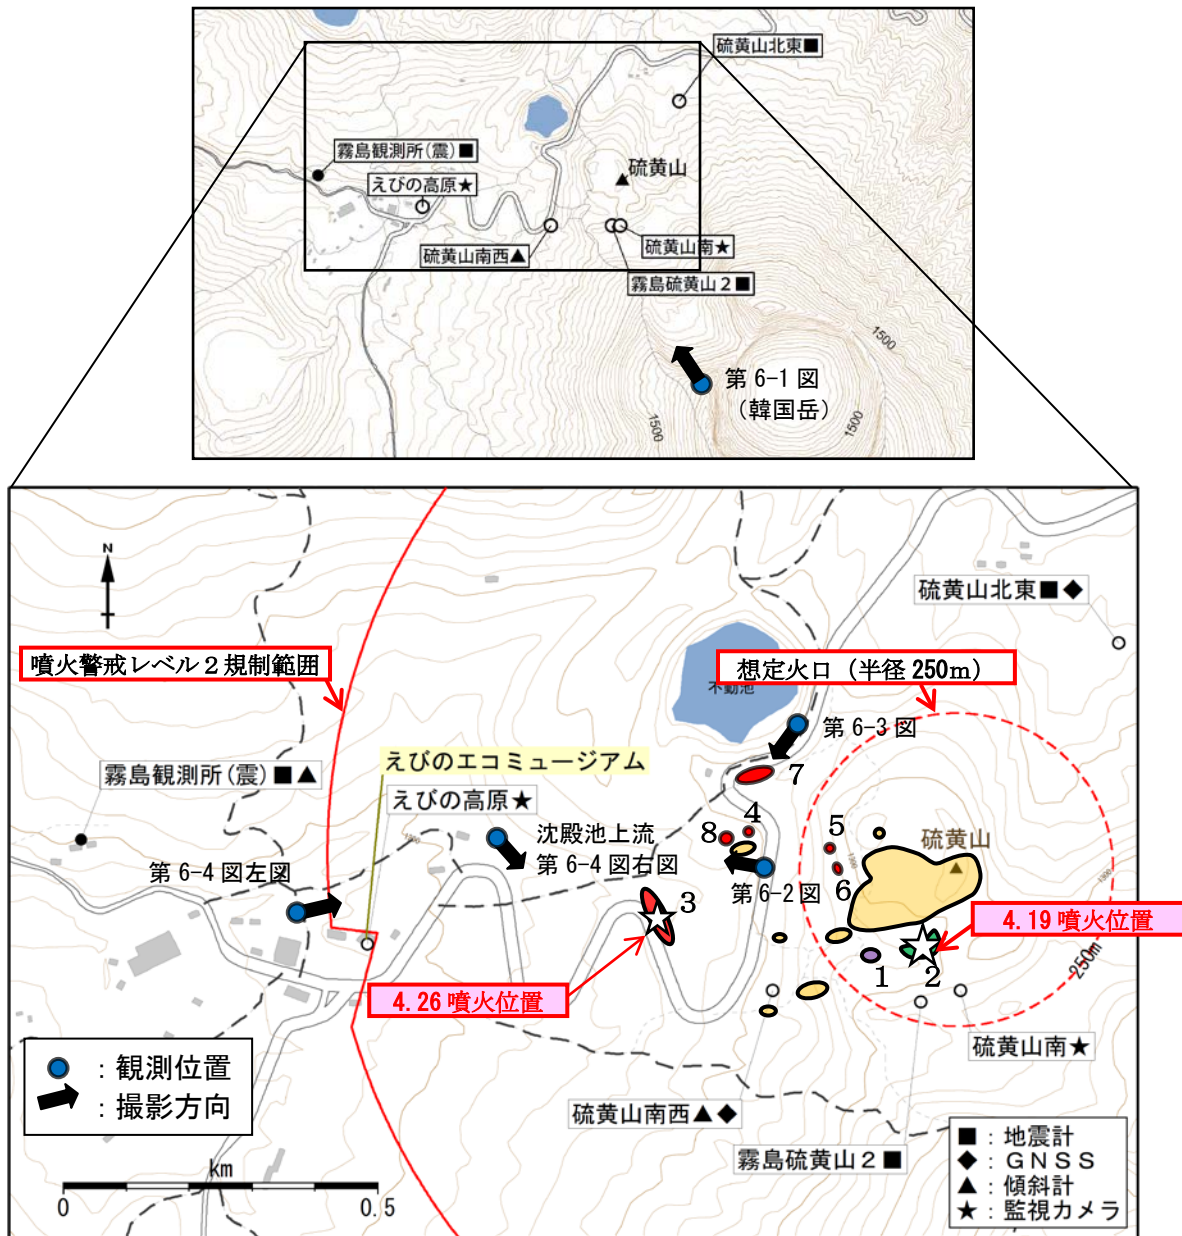 硫黄山北東■
霧島観測所(震)■
えびの高原★
硫黄山
硫黄山南西▲
硫黄山南★
霧島硫黄山2■
1500
第 6-1 図
(韓国岳)
1500
1500
N
噴火警戒レベル2規制範囲
想定火口(半径 250m)
硫黄山北東■◆
不動池
第 6-3 図
えびのエコミュージアム
霧島観測所(震)■▲
えびの高原★
7
4
8
5
硫黄山
沈殿池上流
第 6-4 図左図
第 6-4 図右図
6
第 6-2 図
1300
1300
1300
3
4.19 噴火位置
1
2
250m
4.26 噴火位置
硫黄山南★
:観測位置
:撮影方向
硫黄山南西▲◆
霧島硫黄山2■
■:地震計
◆:GNSS
▲:傾斜計
★:監視カメラ
km
0
0.5